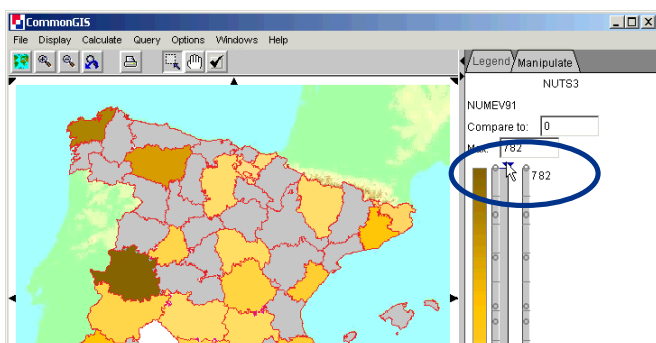 CommonGIS
File Display Calculate Query Options Windows Help
Legend Manipulate
NUTS3
NUMEV91
Compare to: 0
Max: 782
782